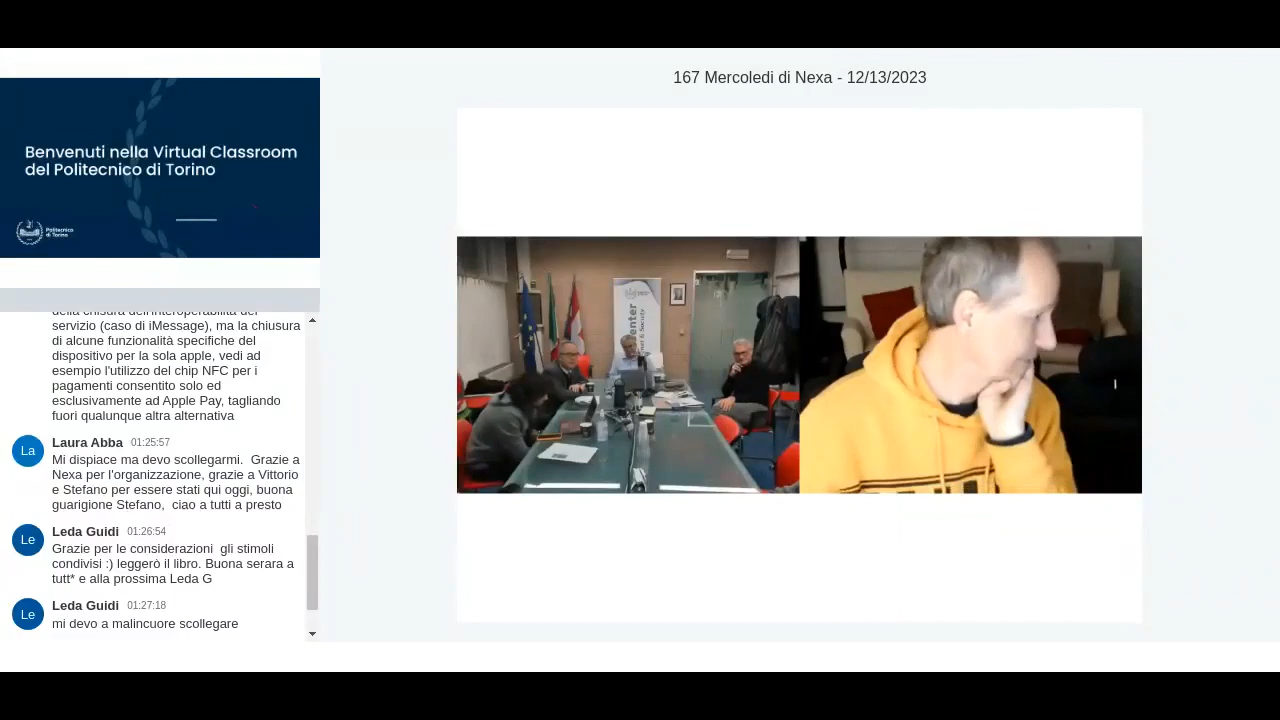 167 Mercoledi di Nexa - 12/13/2023
Benvenuti nella Virtual Classroom
del Politecnico di Torino
Politecnico
di Torino
servizio (caso di iMessage), ma la chiusura
di alcune funzionalità specifiche del
dispositivo per la sola apple, vedi ad
esempio l'utilizzo del chip NFC per i
pagamenti consentito solo ed
esclusivamente ad Apple Pay, tagliando
fuori qualunque altra alternativa
La
Laura Abba 01:25:57
Mi dispiace ma devo scollegarmi. Grazie a
Nexa per l'organizzazione, grazie a Vittorio
e Stefano per essere stati qui oggi, buona
guarigione Stefano, ciao a tutti a presto
Le
Leda Guidi 01:26:54
Grazie per le considerazioni gli stimoli
condivisi :) leggerò il libro. Buona serara a
tutt* e alla prossima Leda G
Le
Leda Guidi 01:27:18
mi devo a malincuore scollegare